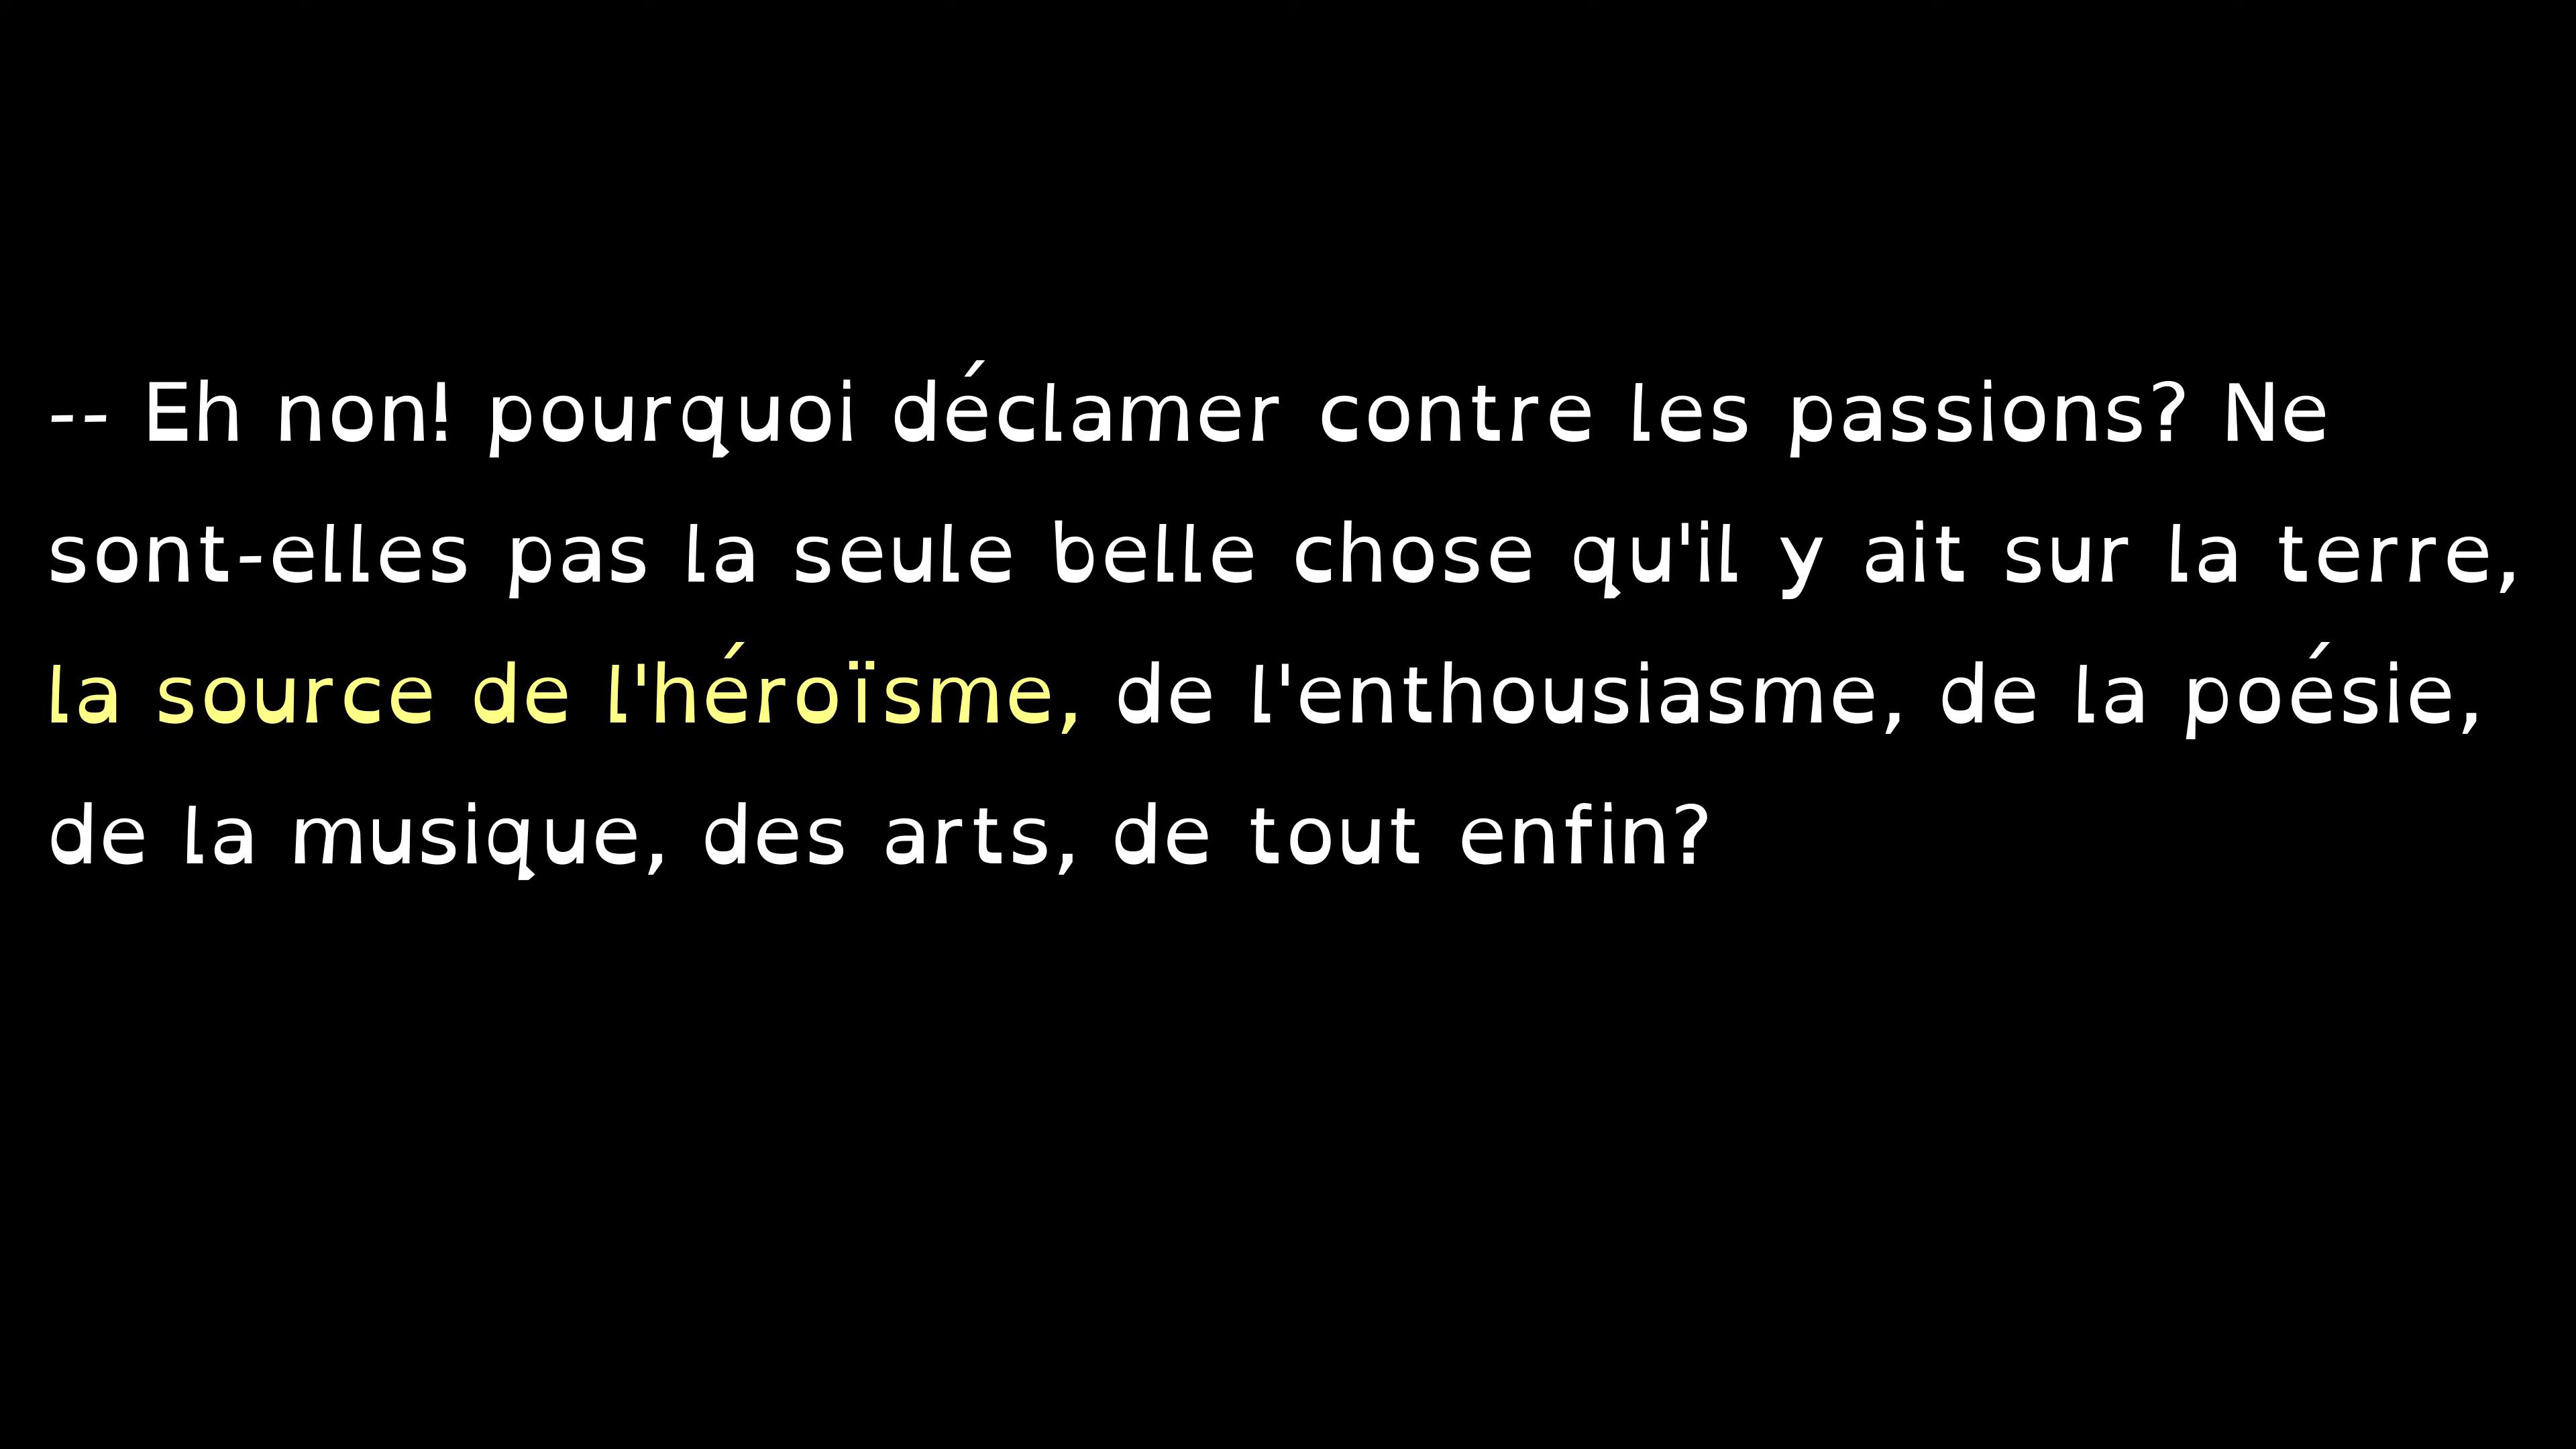 -- Eh non! pourquoi déclamer contre les passions? Ne
sont-elles pas la seule belle chose qu'il y ait sur la terre,
la source de l'héroïsme, de l'enthousiasme, de la poésie,
de la musique, des arts, de tout enfin?